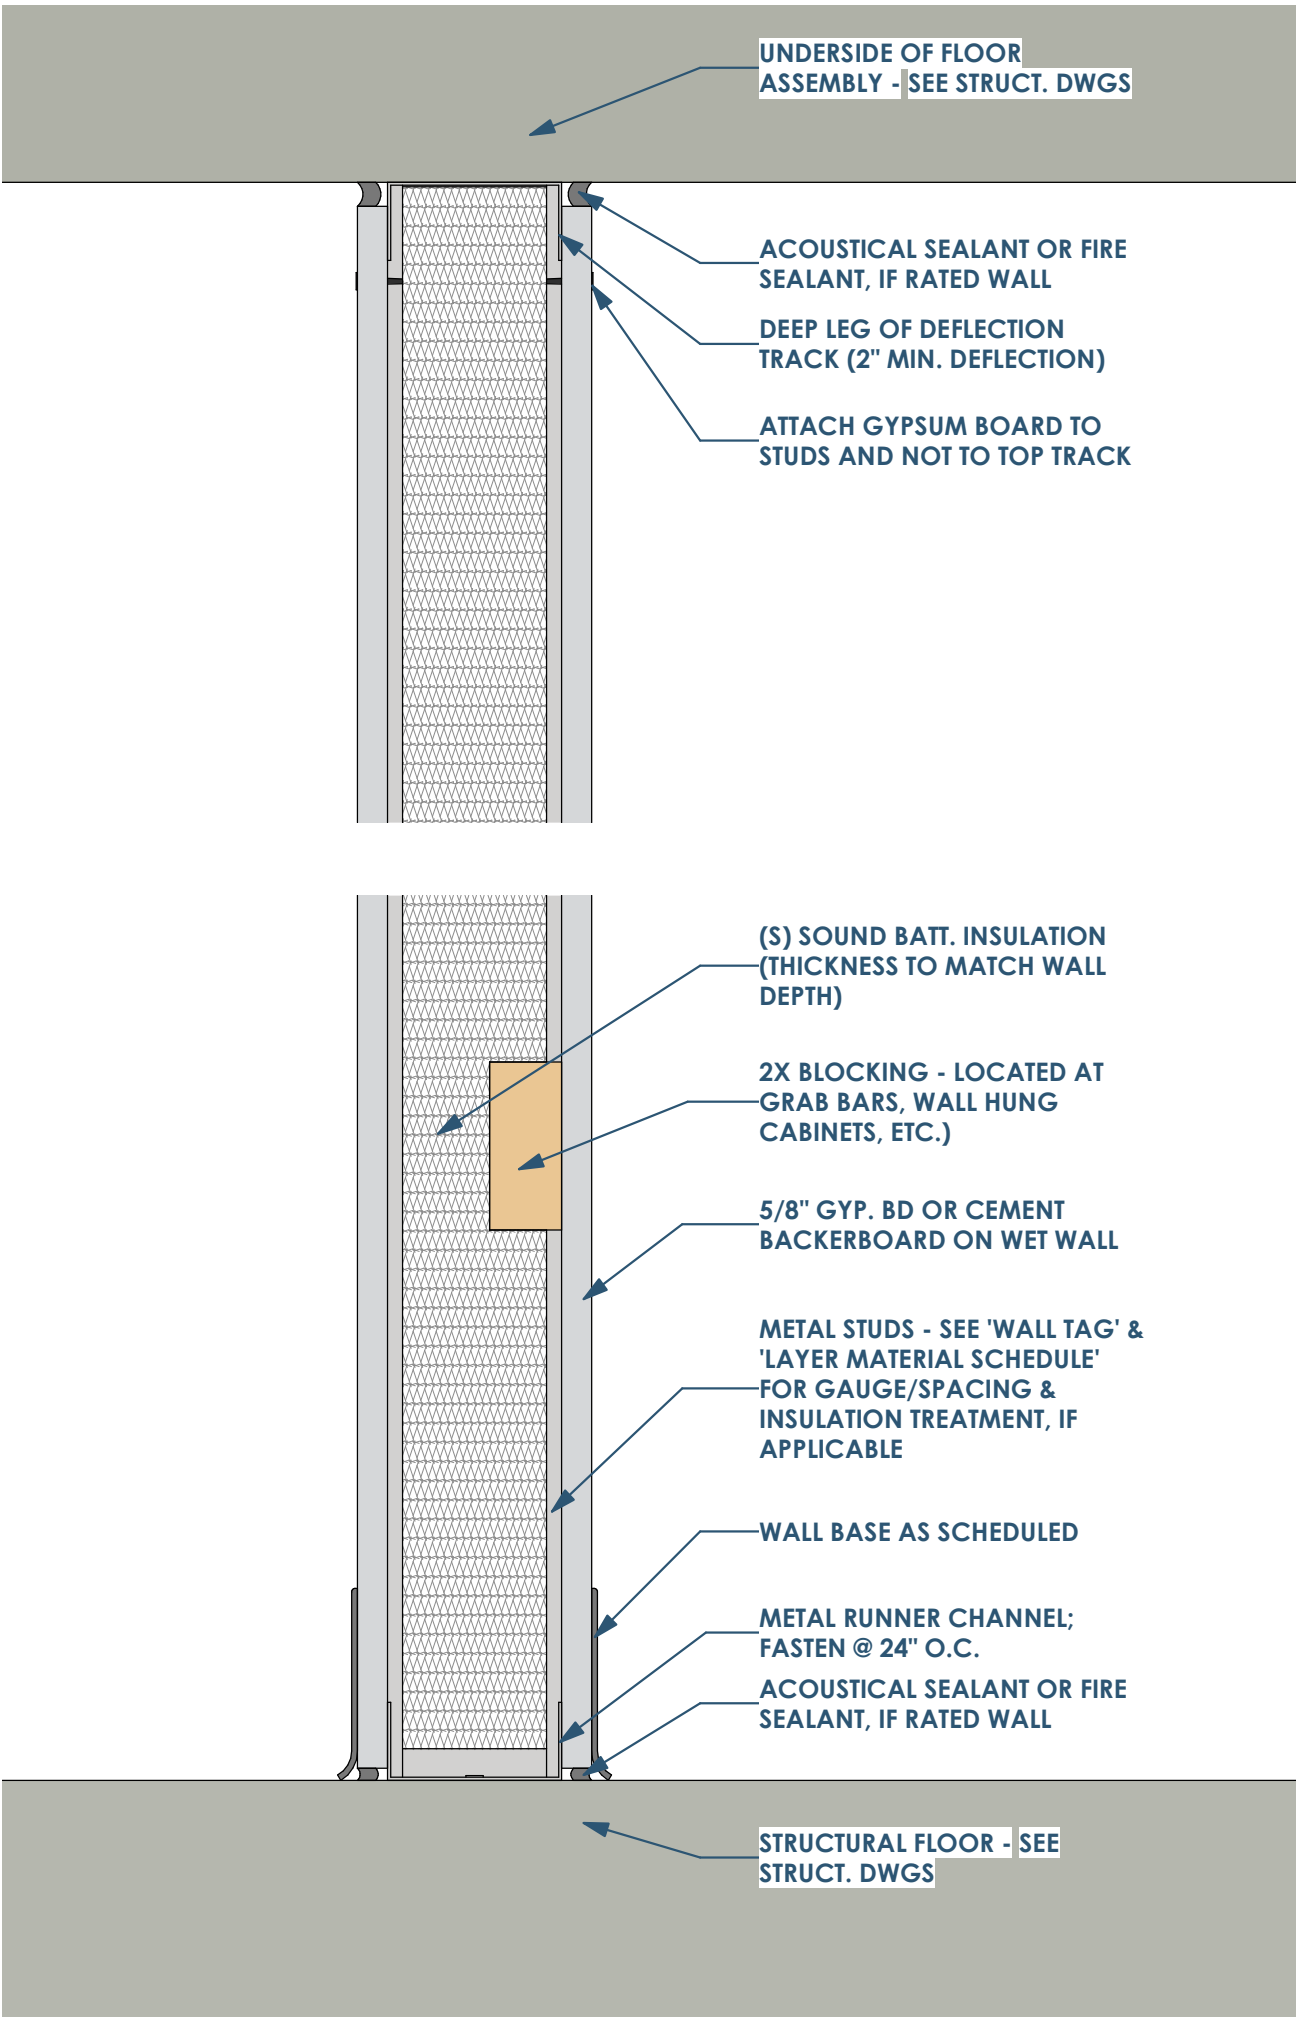 UNDERSIDE OF FLOOR
ASSEMBLY - SEE STRUCT. DWGS
ACOUSTICAL SEALANT OR FIRE
SEALANT, IF RATED WALL
DEEP LEG OF DEFLECTION
TRACK (2" MIN. DEFLECTION)
ATTACH GYPSUM BOARD TO
STUDS AND NOT TO TOP TRACK
(S) SOUND BATT. INSULATION
(THICKNESS TO MATCH WALL
DEPTH)
2X BLOCKING - LOCATED AT
GRAB BARS, WALL HUNG
CABINETS, ETC.)
5/8" GYP. BD OR CEMENT
BACKERBOARD ON WET WALL
METAL STUDS - SEE 'WALL TAG' &
'LAYER MATERIAL SCHEDULE'
FOR GAUGE/SPACING &
INSULATION TREATMENT, IF
APPLICABLE
WALL BASE AS SCHEDULED
METAL RUNNER CHANNEL;
FASTEN @ 24" O.C.
ACOUSTICAL SEALANT OR FIRE
SEALANT, IF RATED WALL
STRUCTURAL FLOOR - SEE
STRUCT. DWGS